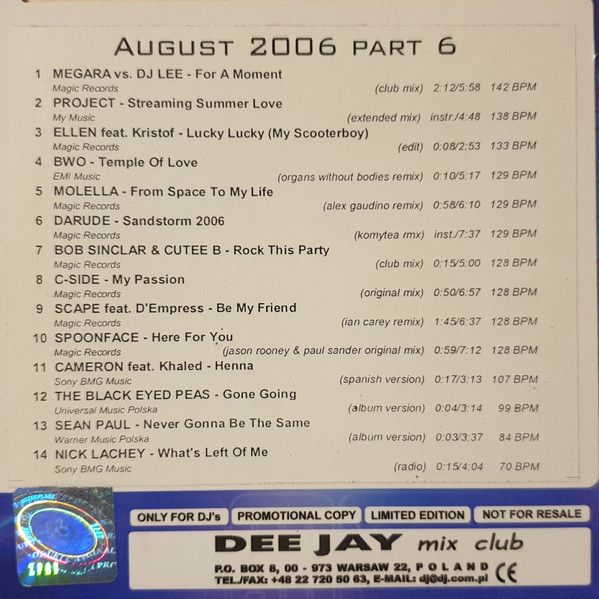 AUGUST 2006 PART 6
1 MEGARA vs. DJ LEE - For A Moment
Magic Records (club mix) 2:12/5:58 142 BPM
2 PROJECT - Streaming Summer Love
My Music (extended mix) instr./4:48 138 BPM
3 ELLEN feat. Kristof - Lucky Lucky (My Scooterboy)
Magic Records (edit) 0:08/2:53 133 BPM
4 BWO - Temple Of Love
EMI Music (organs without bodies remix) 0:10/5:17 129 BPM
5 MOLELLA - From Space To My Life
Magic Records (alex gaudino remix) 0:58/6:10 129 BPM
6 DARUDE - Sandstorm 2006
Magic Records (komytea rmx) inst./7:37 129 BPM
7 BOB SINCLAR & CUTEE B - Rock This Party
Magic Records (club mix) 0:15/5:00 128 BPM
8 C-SIDE - My Passion
Magic Records (original mix) 0:50/6:57 128 BPM
9 SCAPE feat. D'Empress - Be My Friend
Magic Records (ian carey remix) 1:45/6:37 128 BPM
10 SPOONFACE - Here For You
Magic Records (jason rooney & paul sander original mix) 0:59/7:12 128 BPM
11 CAMERON feat. Khaled - Henna
Sony BMG Music (spanish version) 0:17/3:13 107 BPM
12 THE BLACK EYED PEAS - Gone Going
Universal Music Polska (album version) 0:04/3:14 99 BPM
13 SEAN PAUL - Never Gonna Be The Same
Warner Music Polska (album version) 0:03/3:37 84 BPM
14 NICK LACHEY - What's Left Of Me
Sony BMG Music (radio) 0:15/4:04 70 BPM
ONLY FOR DJ's PROMOTIONAL COPY LIMITED EDITION NOT FOR RESALE
DEE JAY mix club
P.O. BOX 8, 00 - 973 WARSAW 22, P O L A N D
TEL./FAX: +48 22 720 50 63, E-MAIL: dj@dj.com.pl CE